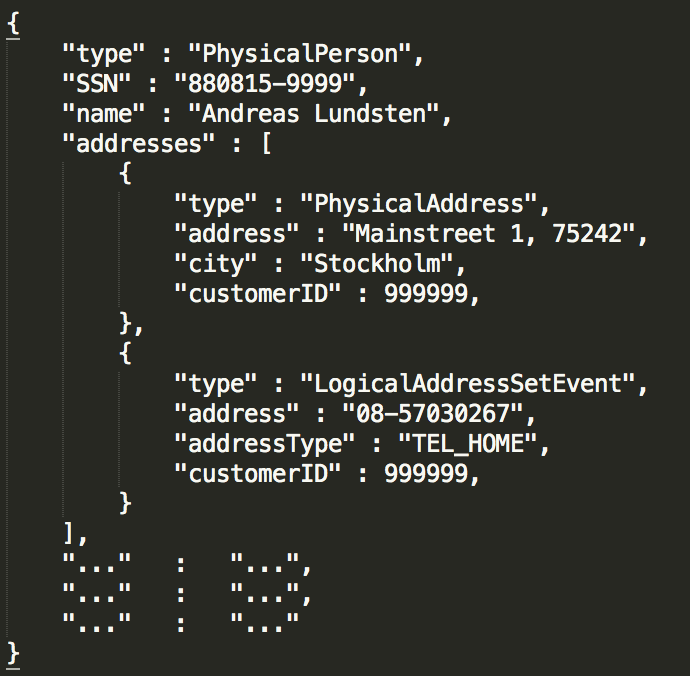 {
"type" : "PhysicalPerson",
"SSN" : "880815-9999",
"name" : "Andreas Lundsten",
"addresses" : [
{
"type" : "PhysicalAddress",
"address" : "Mainstreet 1, 75242",
"city" : "Stockholm",
"customerID" : 999999,
},
{
"type" : "LogicalAddressSetEvent",
"address" : "08-57030267",
"addressType" : "TEL_HOME",
"customerID" : 999999,
}
],
"..." : "...",
"..." : "...",
"..." : "..."
}